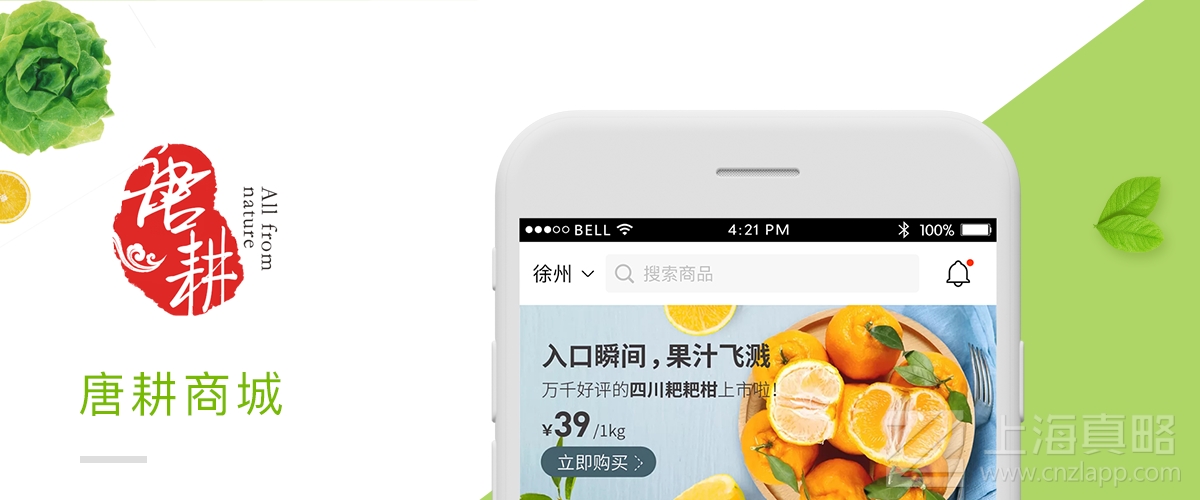 唐耕
All from
nature
唐耕商城
●●●○○ BELL 4:21 PM 100%
徐州 搜索商品
入口瞬间，果汁飞溅
万千好评的四川耙耙柑上市啦！
¥39/1kg
立即购买
上海真略
www.cnzlapp.com